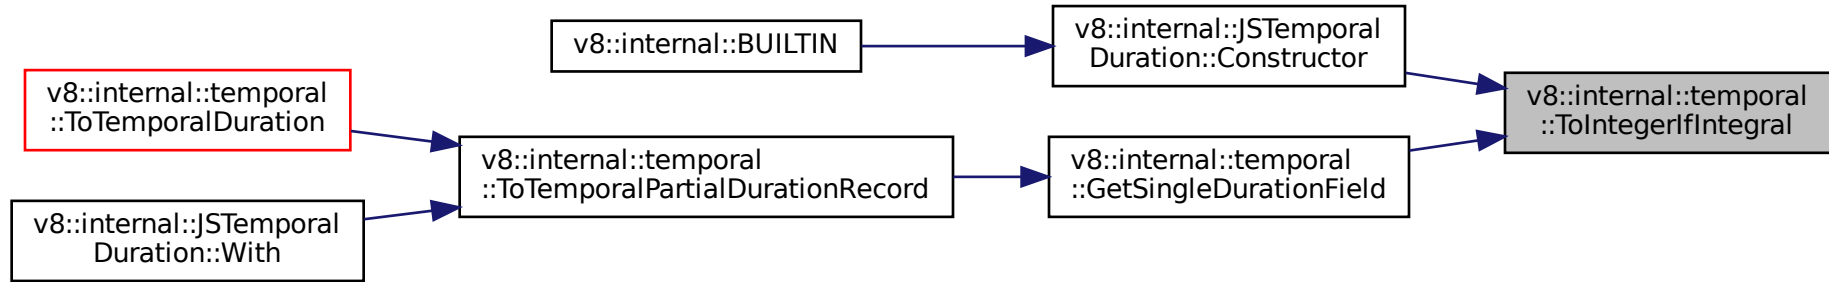 v8::internal::BUILTIN
v8::internal::JSTemporal
Duration::Constructor
v8::internal::temporal
::ToTemporalDuration
v8::internal::temporal
::ToIntegerIfIntegral
v8::internal::temporal
::ToTemporalPartialDurationRecord
v8::internal::temporal
::GetSingleDurationField
v8::internal::JSTemporal
Duration::With